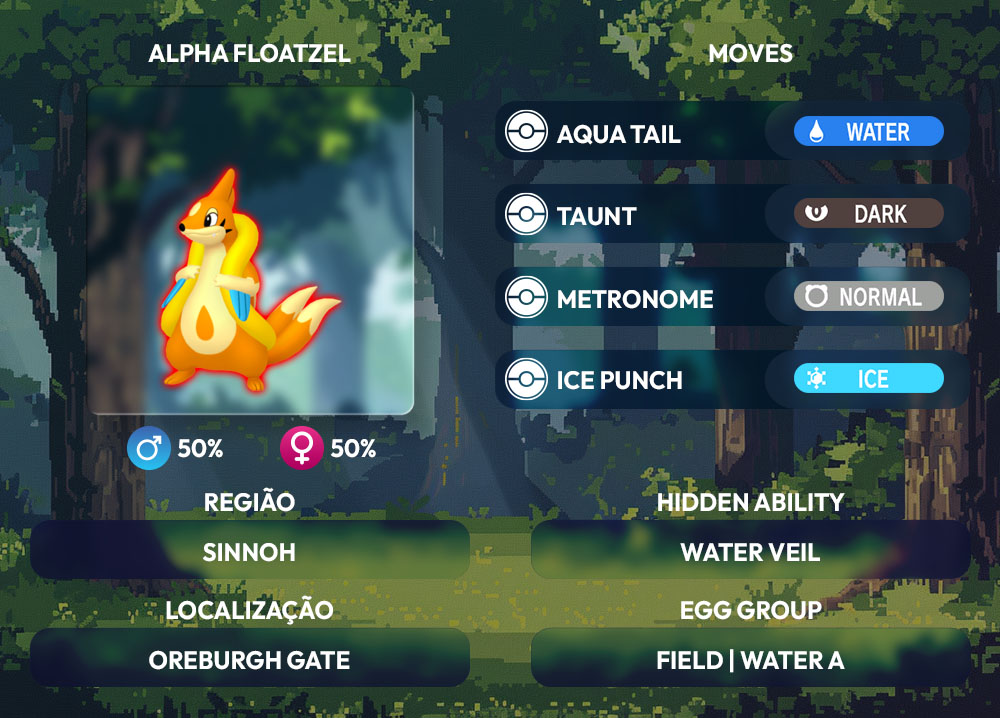 ALPHA FLOATZEL
50%
50%
REGIÃO
SINNOH
LOCALIZAÇÃO
OREBURGH GATE
MOVES
AQUA TAIL WATER
TAUNT DARK
METRONOME NORMAL
ICE PUNCH ICE
HIDDEN ABILITY
WATER VEIL
EGG GROUP
FIELD | WATER A